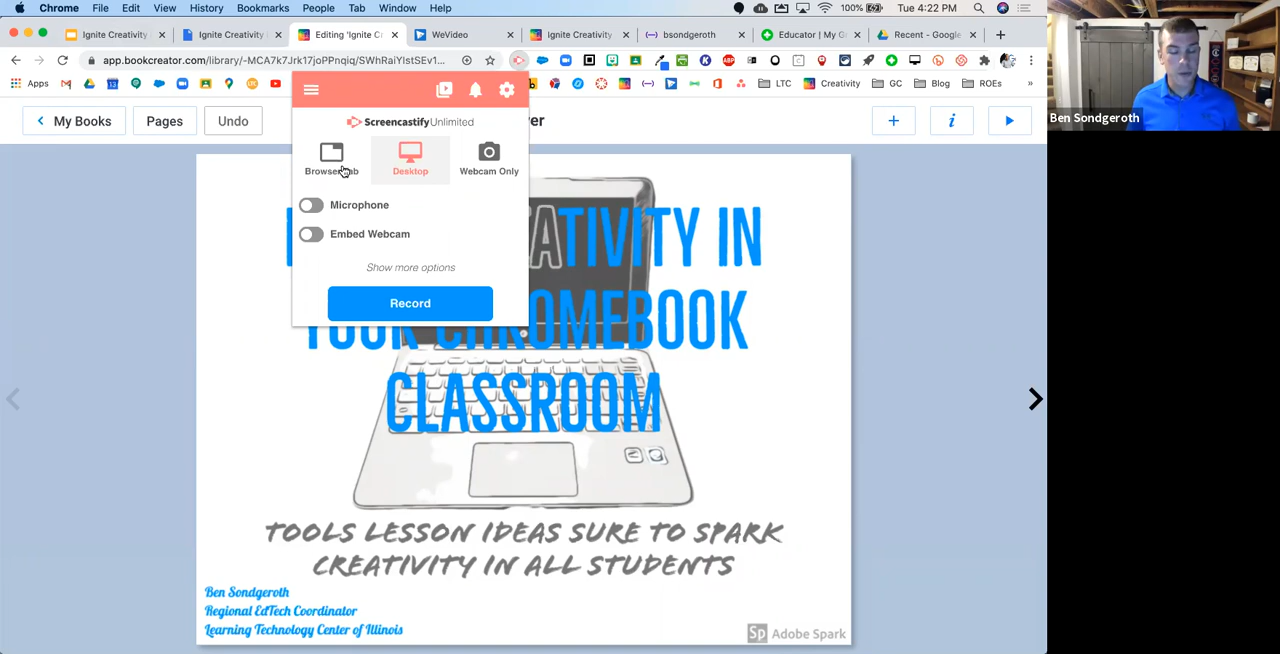 Chrome File Edit View History Bookmarks People Tab Window Help 100% Tue 4:22 PM
Ignite Creativity Ignite Creativity Editing 'Ignite C WeVideo Ignite Creativity bsondgeroth Educator | My G Recent - Google
app.bookcreator.com/library/-MCA7k7Jrk17joPPnqiq/SWhRaiYIstSEv1...
Apps LTC Creativity GC Blog ROEs »
My Books Pages Undo
Screencastify Unlimited
Browser Tab Desktop Webcam Only
Microphone
Embed Webcam
Show more options
Record
TIVITY IN
YOUR CHROMEBOOK
CLASSROOM
TOOLS LESSON IDEAS SURE TO SPARK
CREATIVITY IN ALL STUDENTS
Ben Sondgeroth
Regional EdTech Coordinator
Learning Technology Center of Illinois
Sp Adobe Spark
Ben Sondgeroth